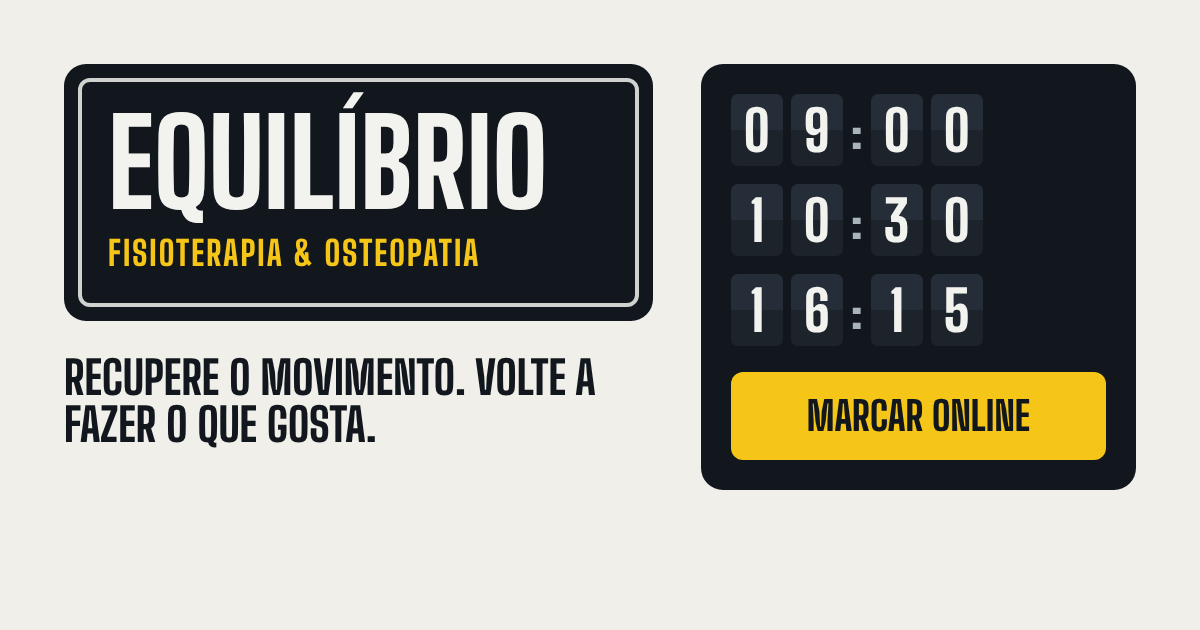 EQUILÍBRIO
FISIOTERAPIA & OSTEOPATIA
RECUPERE O MOVIMENTO. VOLTE A
FAZER O QUE GOSTA.
09:00
10:30
16:15
MARCAR ONLINE